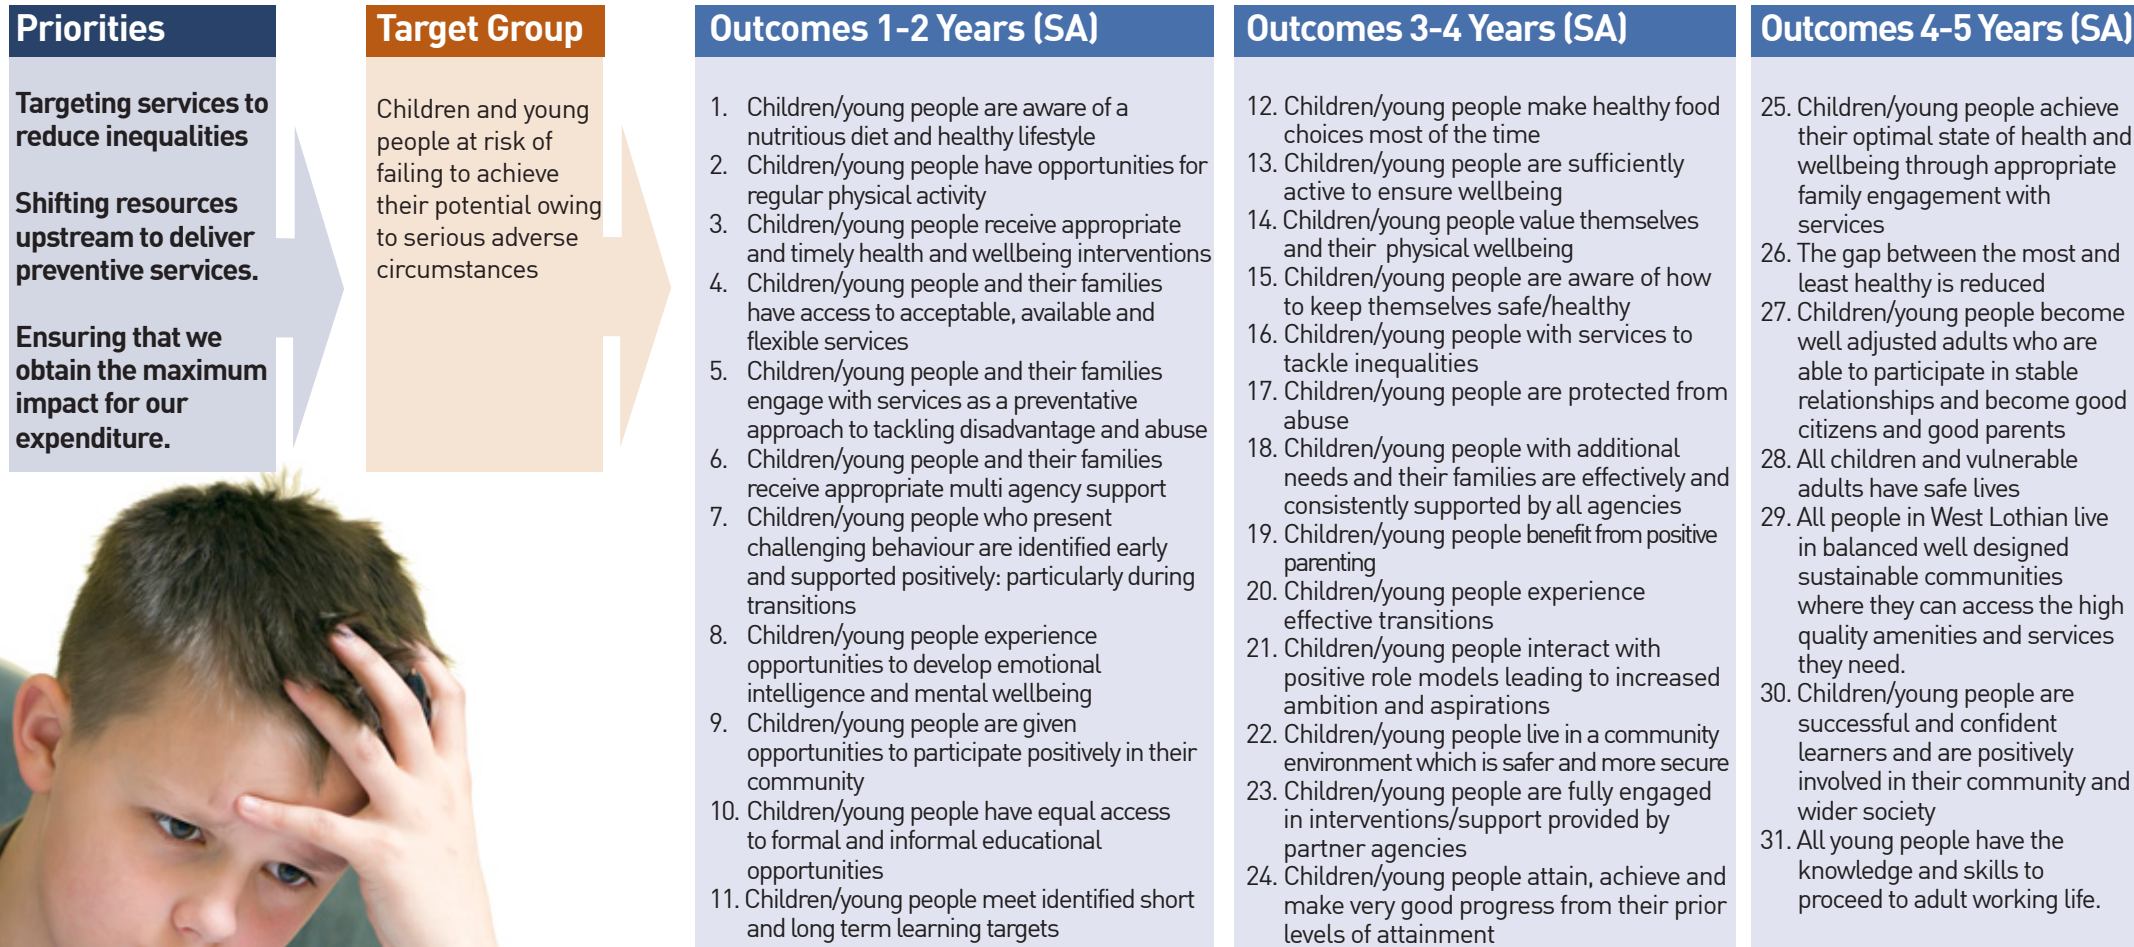 Priorities
Targeting services to
reduce inequalities
Shifting resources
upstream to deliver
preventive services.
Ensuring that we
obtain the maximum
impact for our
expenditure.
Target Group
Children and young
people at risk of
failing to achieve
their potential owing
to serious adverse
circumstances
Outcomes 1-2 Years (SA)
1. Children/young people are aware of a
nutritious diet and healthy lifestyle
2. Children/young people have opportunities for
regular physical activity
3. Children/young people receive appropriate
and timely health and wellbeing interventions
4. Children/young people and their families
have access to acceptable, available and
flexible services
5. Children/young people and their families
engage with services as a preventative
approach to tackling disadvantage and abuse
6. Children/young people and their families
receive appropriate multi agency support
7. Children/young people who present
challenging behaviour are identified early
and supported positively: particularly during
transitions
8. Children/young people experience
opportunities to develop emotional
intelligence and mental wellbeing
9. Children/young people are given
opportunities to participate positively in their
community
10. Children/young people have equal access
to formal and informal educational
opportunities
11. Children/young people meet identified short
and long term learning targets
Outcomes 3-4 Years (SA)
12. Children/young people make healthy food
choices most of the time
13. Children/young people are sufficiently
active to ensure wellbeing
14. Children/young people value themselves
and their physical wellbeing
15. Children/young people are aware of how
to keep themselves safe/healthy
16. Children/young people with services to
tackle inequalities
17. Children/young people are protected from
abuse
18. Children/young people with additional
needs and their families are effectively and
consistently supported by all agencies
19. Children/young people benefit from positive
parenting
20. Children/young people experience
effective transitions
21. Children/young people interact with
positive role models leading to increased
ambition and aspirations
22. Children/young people live in a community
environment which is safer and more secure
23. Children/young people are fully engaged
in interventions/support provided by
partner agencies
24. Children/young people attain, achieve and
make very good progress from their prior
levels of attainment
Outcomes 4-5 Years (SA)
25. Children/young people achieve
their optimal state of health and
wellbeing through appropriate
family engagement with
services
26. The gap between the most and
least healthy is reduced
27. Children/young people become
well adjusted adults who are
able to participate in stable
relationships and become good
citizens and good parents
28. All children and vulnerable
adults have safe lives
29. All people in West Lothian live
in balanced well designed
sustainable communities
where they can access the high
quality amenities and services
they need.
30. Children/young people are
successful and confident
learners and are positively
involved in their community and
wider society
31. All young people have the
knowledge and skills to
proceed to adult working life.